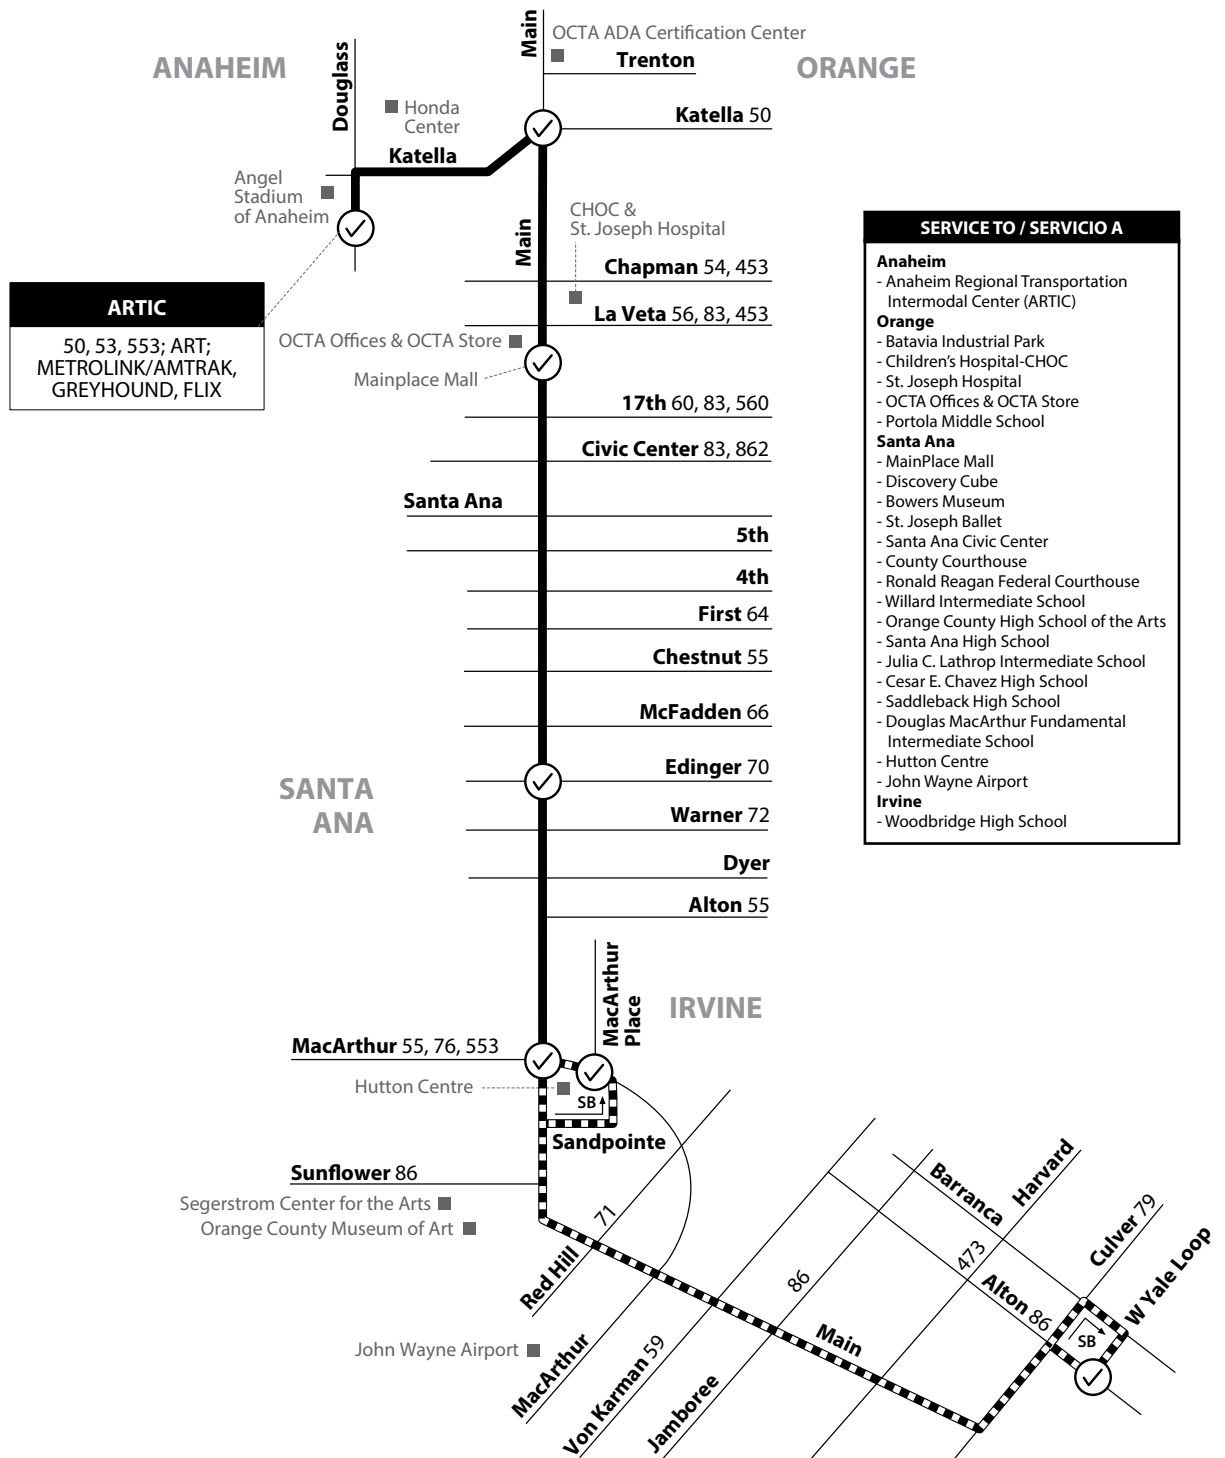 Main
OCTA ADA Certification Center
Trenton
ANAHEIM
ORANGE
Douglass
Honda
Center
Katella 50
Katella
Angel
Stadium
of Anaheim
CHOC &
St. Joseph Hospital
Main
Chapman 54, 453
La Veta 56, 83, 453
ARTIC
50, 53, 553; ART;
METROLINK/AMTRAK,
GREYHOUND, FLIX
OCTA Offices & OCTA Store
Mainplace Mall
17th 60, 83, 560
Civic Center 83, 862
Santa Ana
5th
4th
First 64
Chestnut 55
McFadden 66
Edinger 70
SANTA
ANA
Warner 72
Dyer
Alton 55
MacArthur
Place
IRVINE
MacArthur 55, 76, 553
Hutton Centre
SB
Sandpointe
Sunflower 86
Segerstrom Center for the Arts
Orange County Museum of Art
71
Red Hill
John Wayne Airport
MacArthur
Von Karman 59
Jamboree
86
Main
Barranca
Harvard
473
Alton 86
Culver 79
W Yale Loop
SB
SERVICE TO / SERVICIO A
Anaheim
- Anaheim Regional Transportation
Intermodal Center (ARTIC)
Orange
- Batavia Industrial Park
- Children's Hospital-CHOC
- St. Joseph Hospital
- OCTA Offices & OCTA Store
- Portola Middle School
Santa Ana
- MainPlace Mall
- Discovery Cube
- Bowers Museum
- St. Joseph Ballet
- Santa Ana Civic Center
- County Courthouse
- Ronald Reagan Federal Courthouse
- Willard Intermediate School
- Orange County High School of the Arts
- Santa Ana High School
- Julia C. Lathrop Intermediate School
- Cesar E. Chavez High School
- Saddleback High School
- Douglas MacArthur Fundamental
Intermediate School
- Hutton Centre
- John Wayne Airport
Irvine
- Woodbridge High School